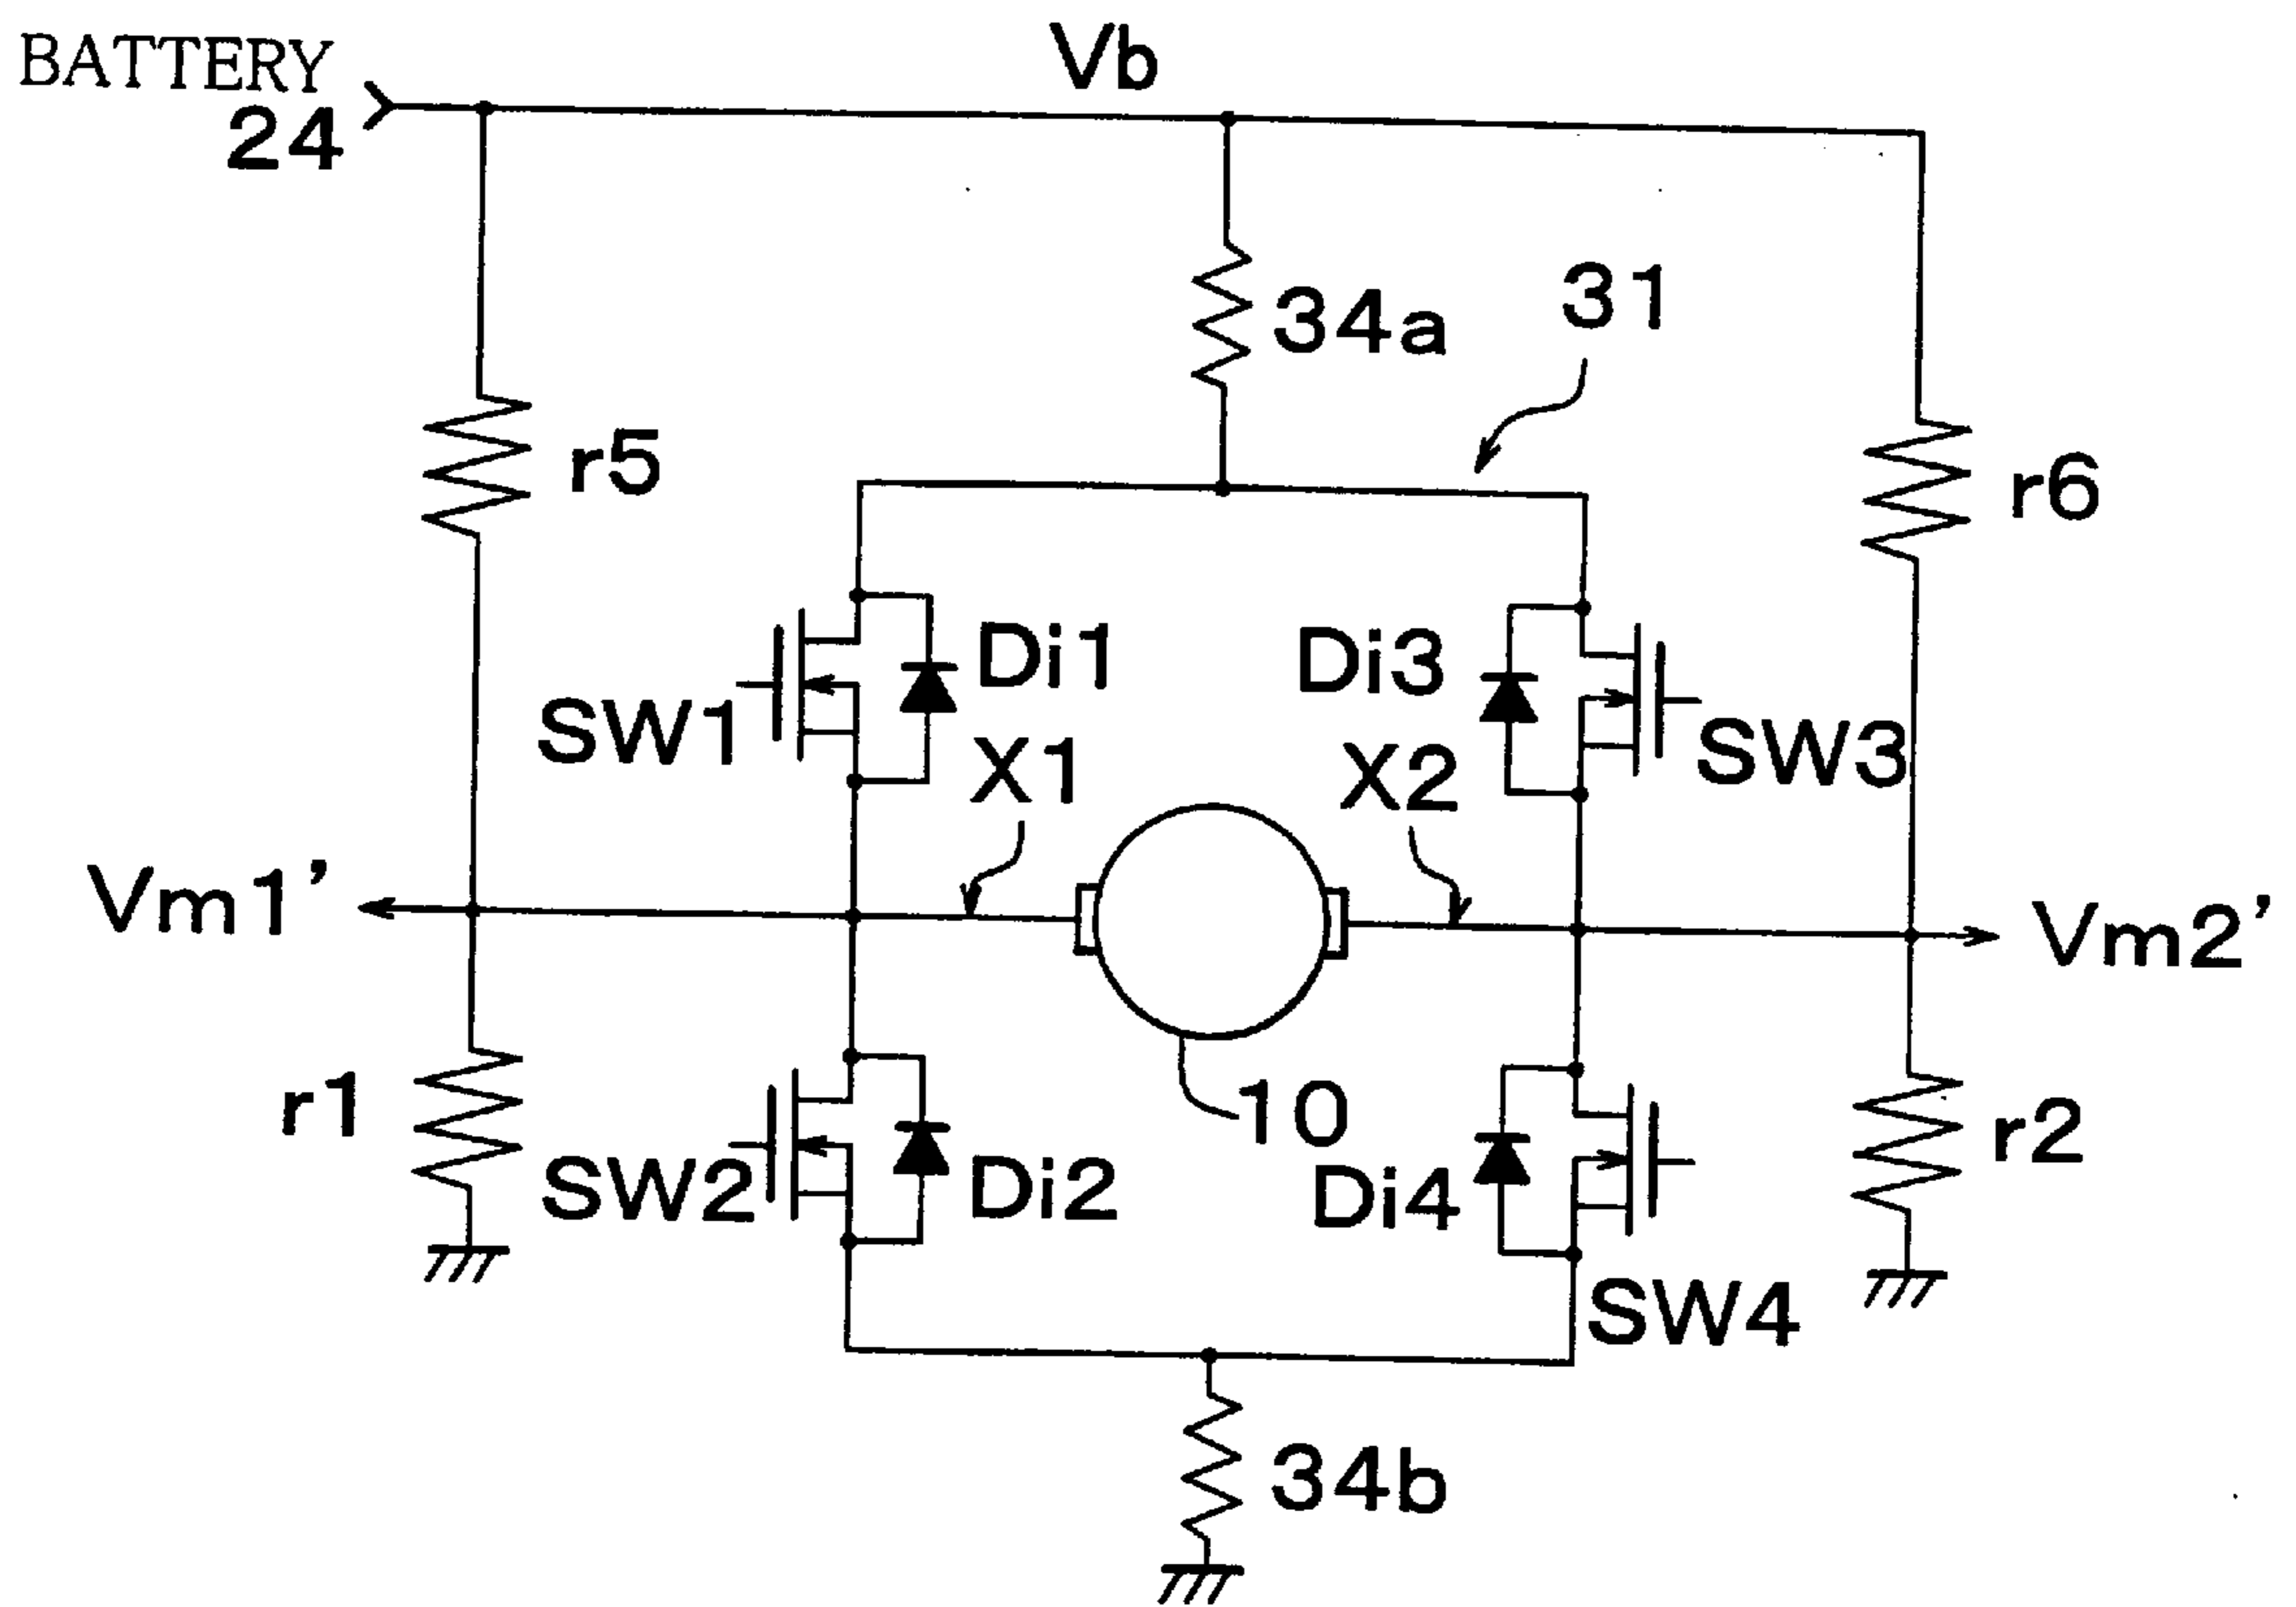 BATTERY
24
Vb
34a
31
r5
r6
Di1
Di3
SW1
X1
X2
SW3
Vm1’
Vm2’
r1
10
r2
SW2
Di2
Di4
SW4
34b